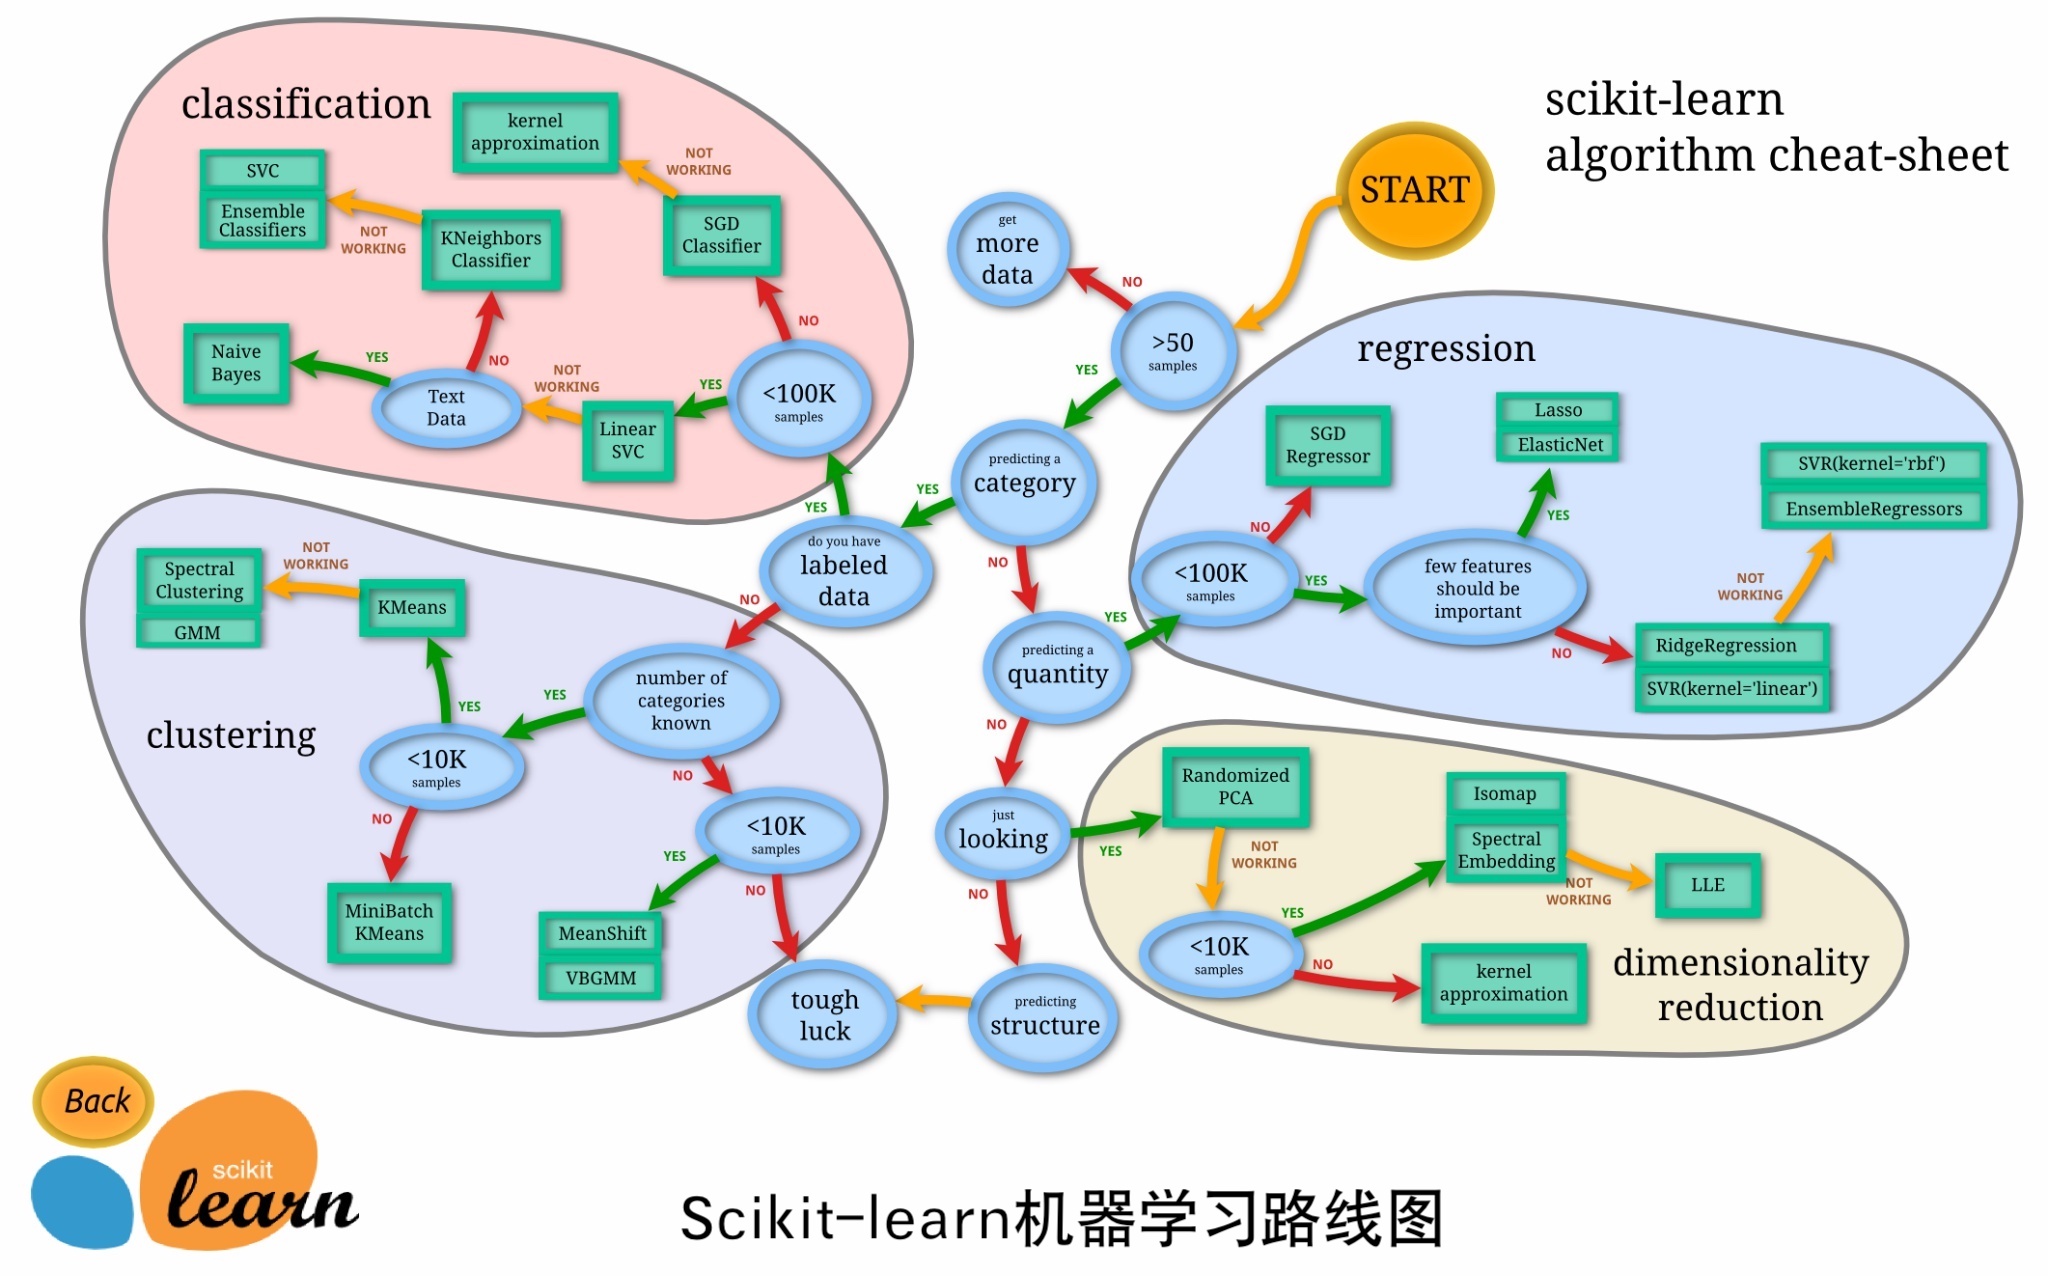 scikit-learn
algorithm cheat-sheet
START
get
more
data
NO
>50
samples
YES
predicting a
category
YES
NO
do you have
labeled
data
YES
NO
predicting a
quantity
YES
NO
just
looking
YES
NO
predicting
structure
tough
luck
classification
kernel
approximation
NOT
WORKING
SGD
Classifier
NO
<100K
samples
YES
Linear
SVC
NOT
WORKING
Text
Data
YES
Naive
Bayes
NO
KNeighbors
Classifier
NOT
WORKING
SVC
Ensemble
Classifiers
clustering
number of
categories
known
YES
NO
<10K
samples
YES
KMeans
NOT
WORKING
Spectral
Clustering
GMM
NO
MiniBatch
KMeans
<10K
samples
YES
MeanShift
VBGMM
NO
regression
<100K
samples
NO
SGD
Regressor
YES
few features
should be
important
YES
Lasso
ElasticNet
NO
RidgeRegression
SVR(kernel='linear')
NOT
WORKING
SVR(kernel='rbf')
EnsembleRegressors
dimensionality
reduction
Randomized
PCA
NOT
WORKING
<10K
samples
YES
Isomap
Spectral
Embedding
NOT
WORKING
LLE
NO
kernel
approximation
Back
scikit
learn
Scikit-learn机器学习路线图